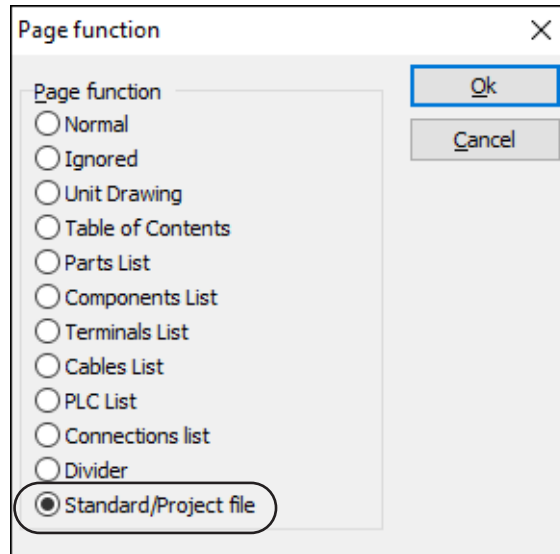 Page function
Page function
Ok
Normal
Cancel
Ignored
Unit Drawing
Table of Contents
Parts List
Components List
Terminals List
Cables List
PLC List
Connections list
Divider
Standard/Project file